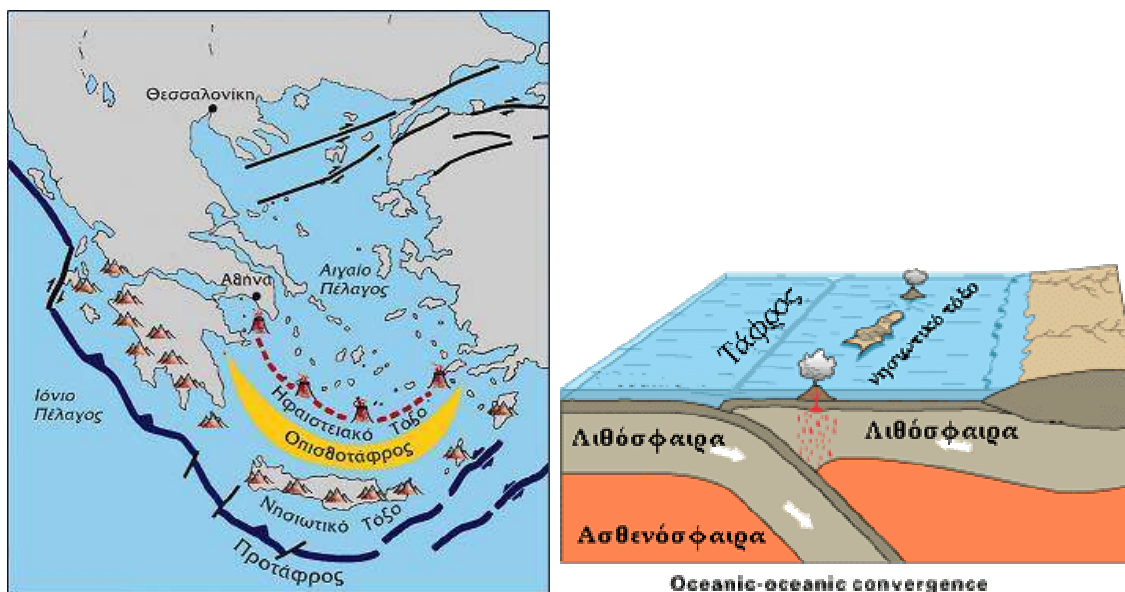 Θεσσαλονίκη
Αθήνα
Αιγαίο
Πέλαγος
Ιόνιο
Πέλαγος
Ηφαιστειακό Τόξο
Οπισθοτάφρος
Νησιωτικό Τόξο
Προτάφρος
Τάφρος
νησιωτικό τόξο
Λιθόσφαιρα
Λιθόσφαιρα
Ασθενόσφαιρα
Oceanic-oceanic convergence